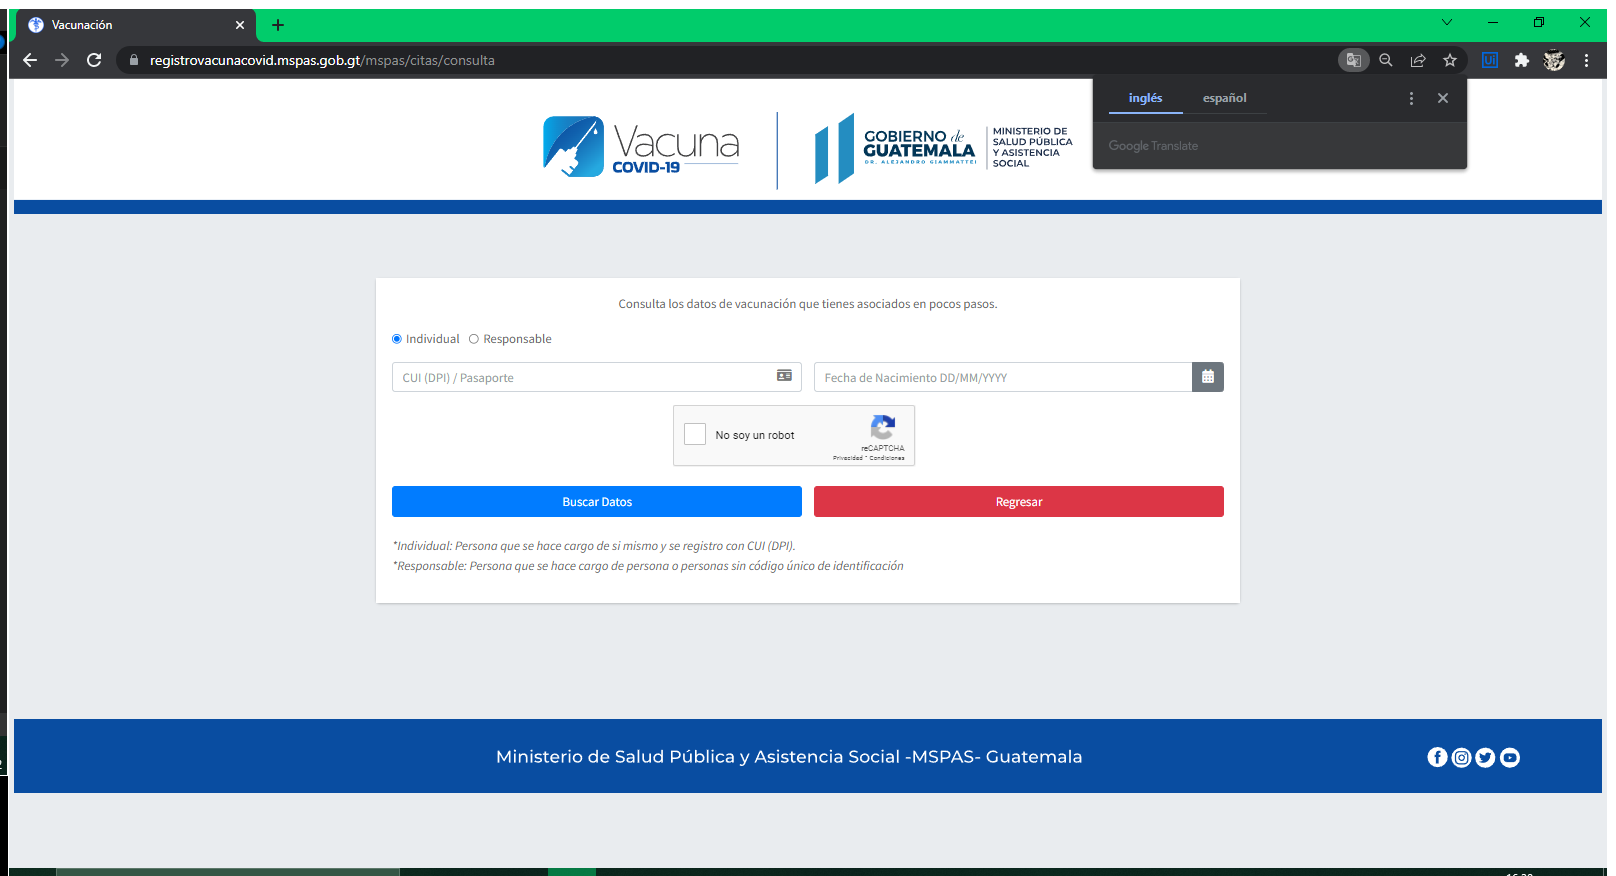 Vacunación
registrovacunacovid.mspas.gob.gt/mspas/citas/consulta
Ui
inglés español
Google Translate
Vacuna
COVID-19
GOBIERNO de
GUATEMALA
DR. ALEJANDRO GIAMMATTEI
MINISTERIO DE
SALUD PÚBLICA
Y ASISTENCIA
SOCIAL
Consulta los datos de vacunación que tienes asociados en pocos pasos.
Individual Responsable
CUI (DPI) / Pasaporte Fecha de Nacimiento DD/MM/YYYY
No soy un robot
reCAPTCHA
Privacidad * Condiciones
Buscar Datos Regresar
*Individual: Persona que se hace cargo de si mismo y se registro con CUI (DPI).
*Responsable: Persona que se hace cargo de persona o personas sin código único de identificación
Ministerio de Salud Pública y Asistencia Social -MSPAS- Guatemala